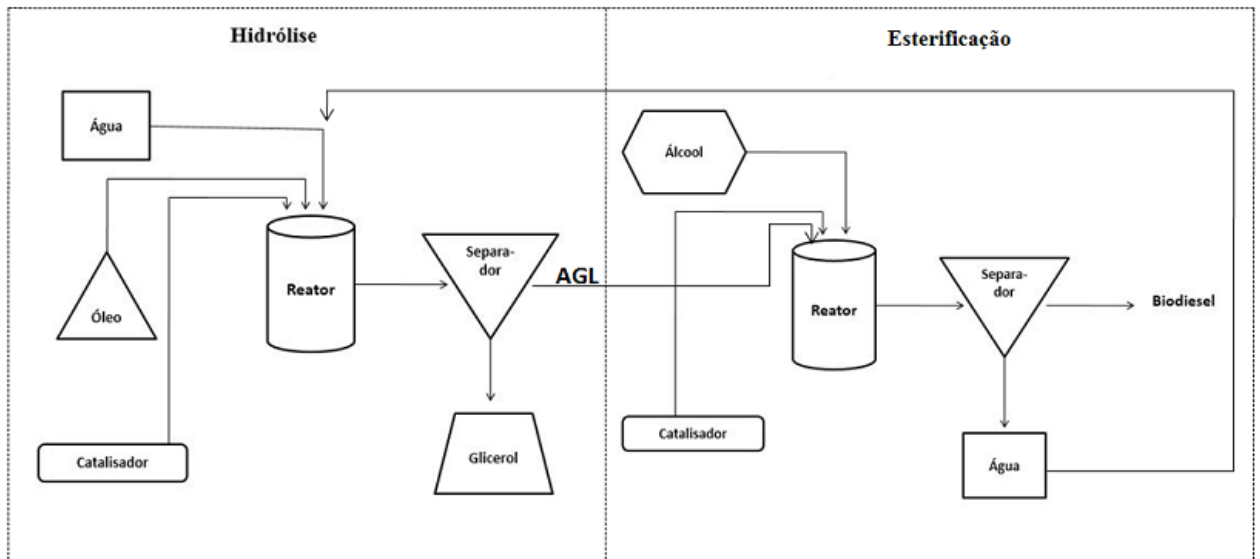 Hidrólise
Água
Óleo
Catalisador
Reator
Separa-
dor
AGL
Glicerol
Esterificação
Álcool
Catalisador
Reator
Separa-
dor
Biodiesel
Água